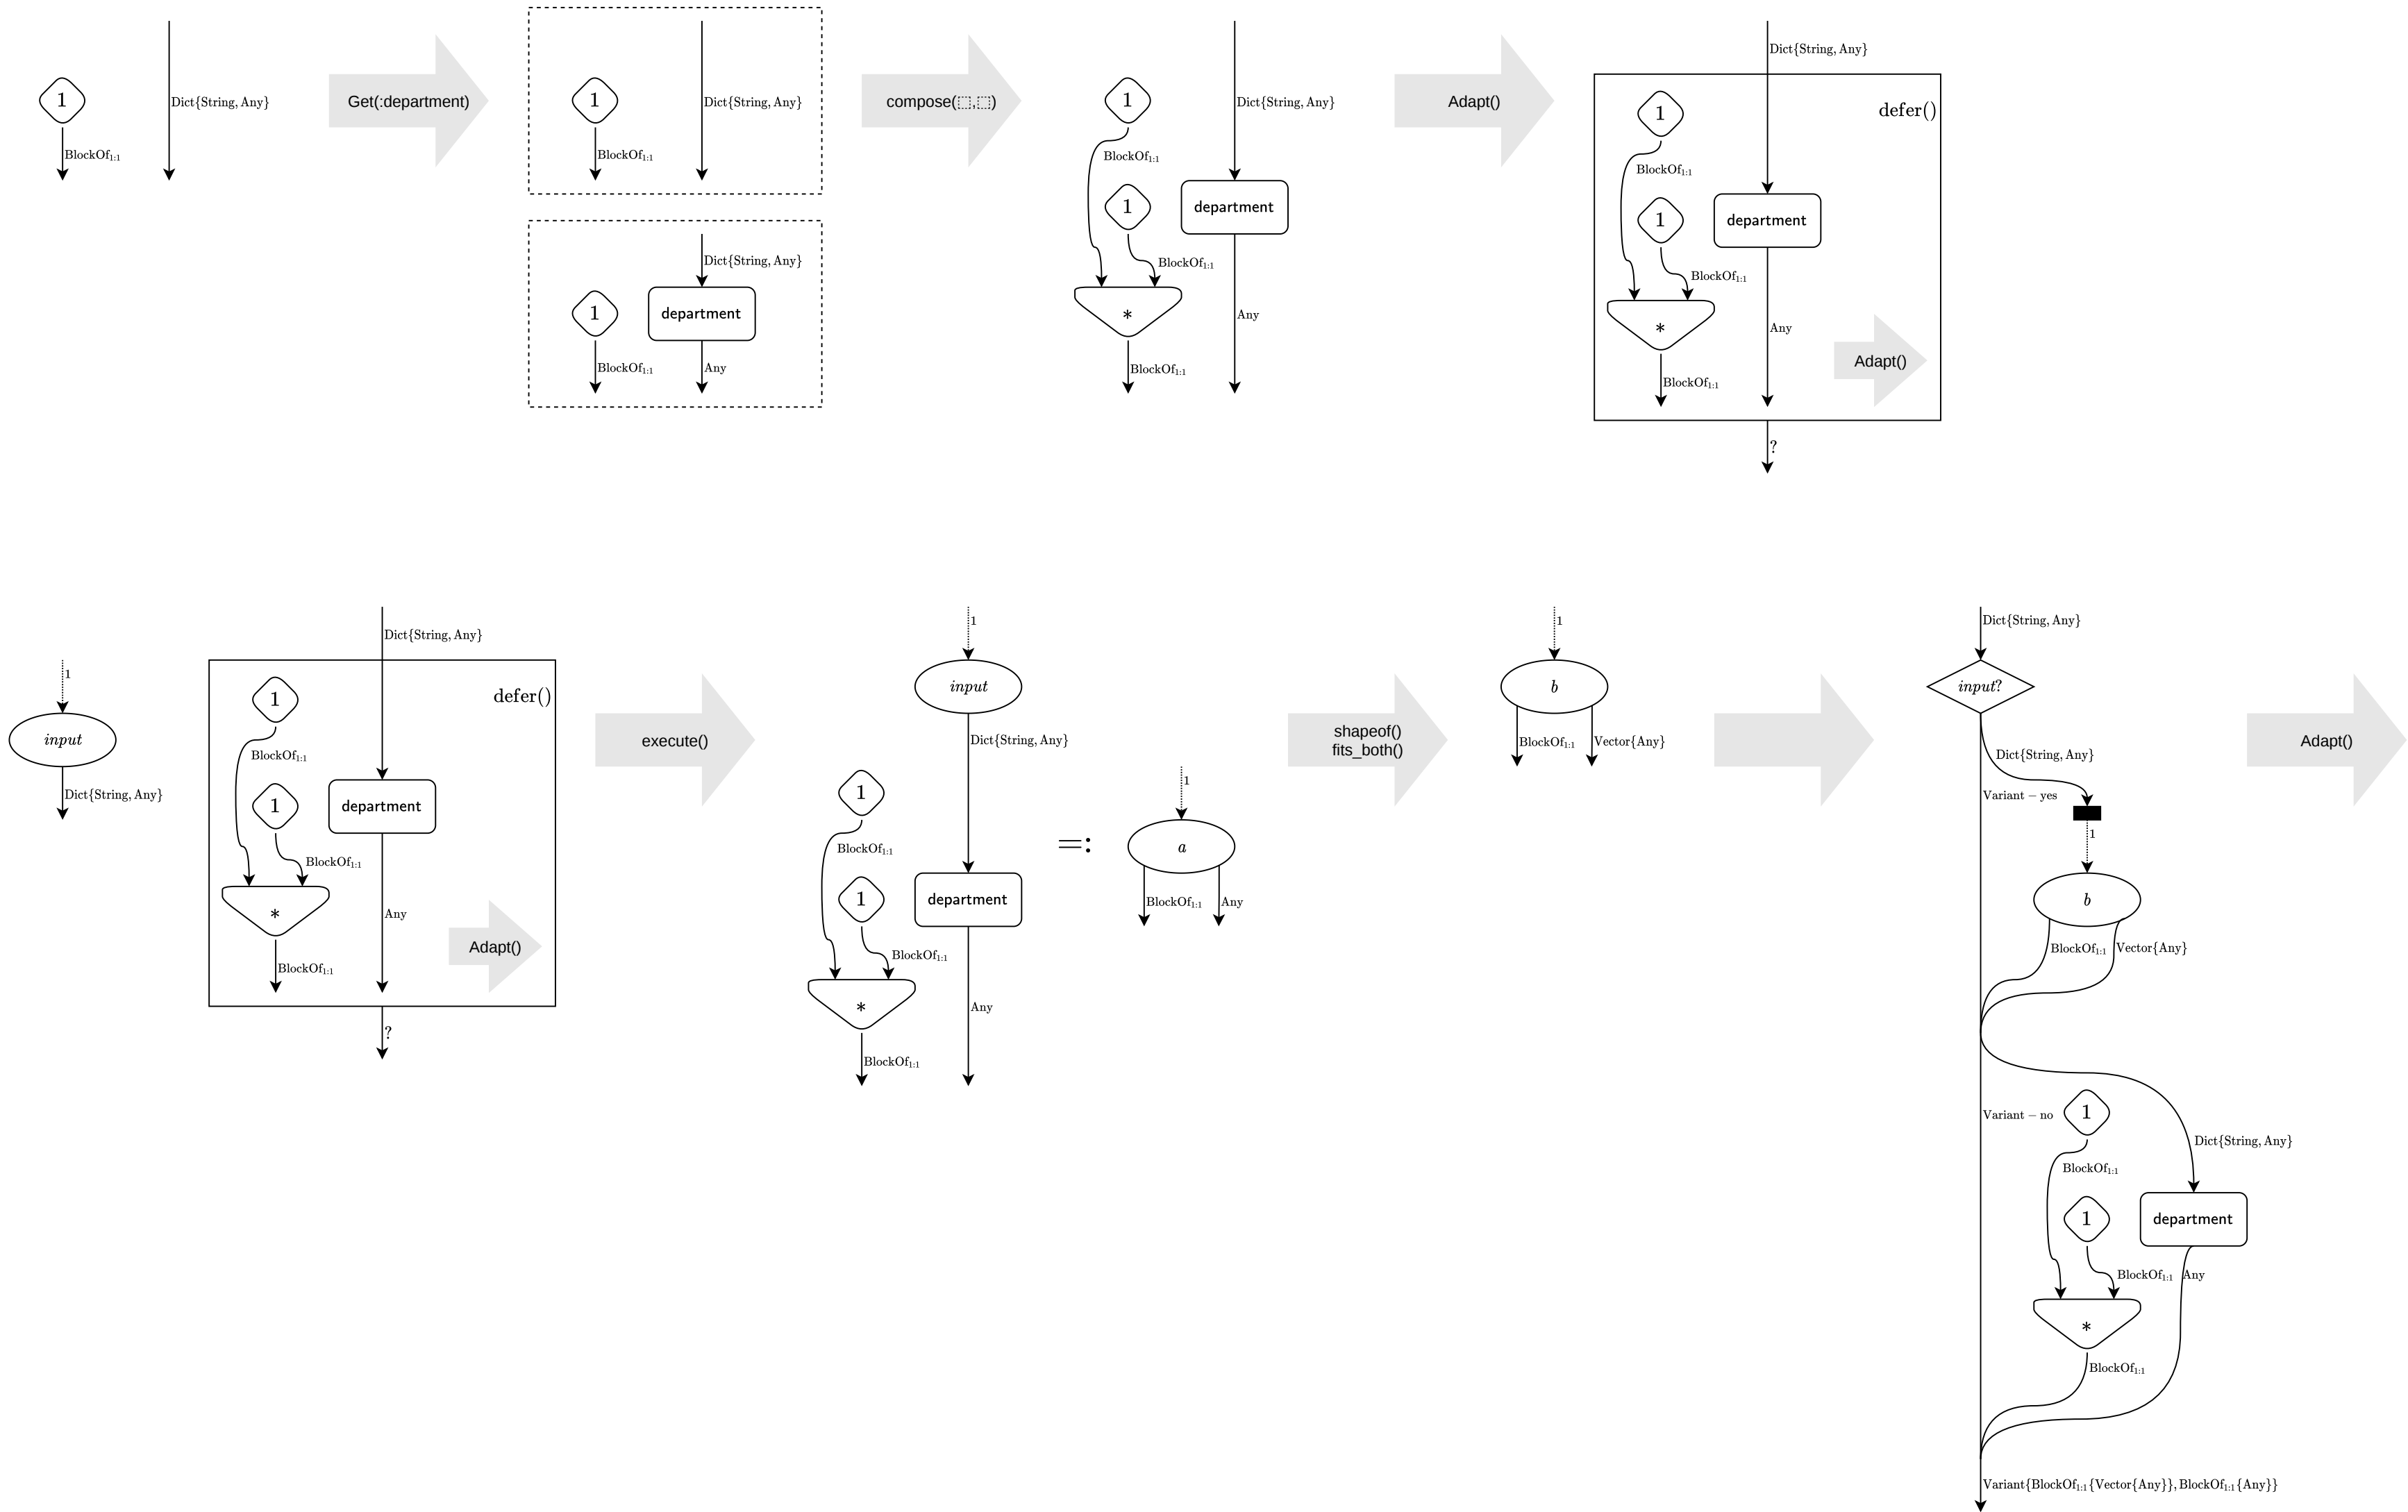 1
BlockOf1:1
Dict{String, Any}
Get(:department)
1
BlockOf1:1
Dict{String, Any}
Dict{String, Any}
1
department
BlockOf1:1
Any
compose(⬚,⬚)
1
BlockOf1:1
Dict{String, Any}
1
department
BlockOf1:1
*
Any
BlockOf1:1
Adapt()
Dict{String, Any}
defer()
1
BlockOf1:1
1
department
BlockOf1:1
*
Any
Adapt()
BlockOf1:1
?
1
input
Dict{String, Any}
Dict{String, Any}
defer()
1
BlockOf1:1
1
department
BlockOf1:1
*
Any
Adapt()
BlockOf1:1
?
execute()
1
input
Dict{String, Any}
1
BlockOf1:1
1
department
BlockOf1:1
*
Any
BlockOf1:1
=:
1
a
BlockOf1:1
Any
shapeof()
fits_both()
1
b
BlockOf1:1
Vector{Any}
Dict{String, Any}
input?
Dict{String, Any}
Variant – yes
1
b
BlockOf1:1
Vector{Any}
Variant – no
1
Dict{String, Any}
BlockOf1:1
1
department
BlockOf1:1
Any
*
BlockOf1:1
Variant{BlockOf1:1{Vector{Any}}, BlockOf1:1{Any}}
Adapt()